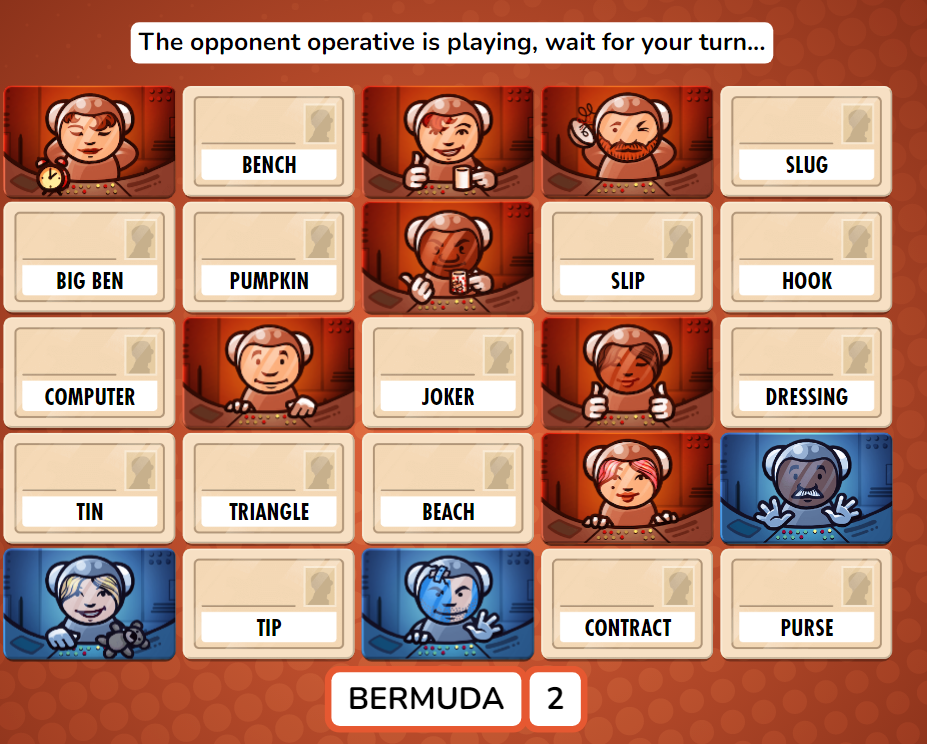 The opponent operative is playing, wait for your turn...
BENCH
SLUG
BIG BEN
PUMPKIN
SLIP
HOOK
COMPUTER
JOKER
DRESSING
TIN
TRIANGLE
BEACH
TIP
CONTRACT
PURSE
BERMUDA 2